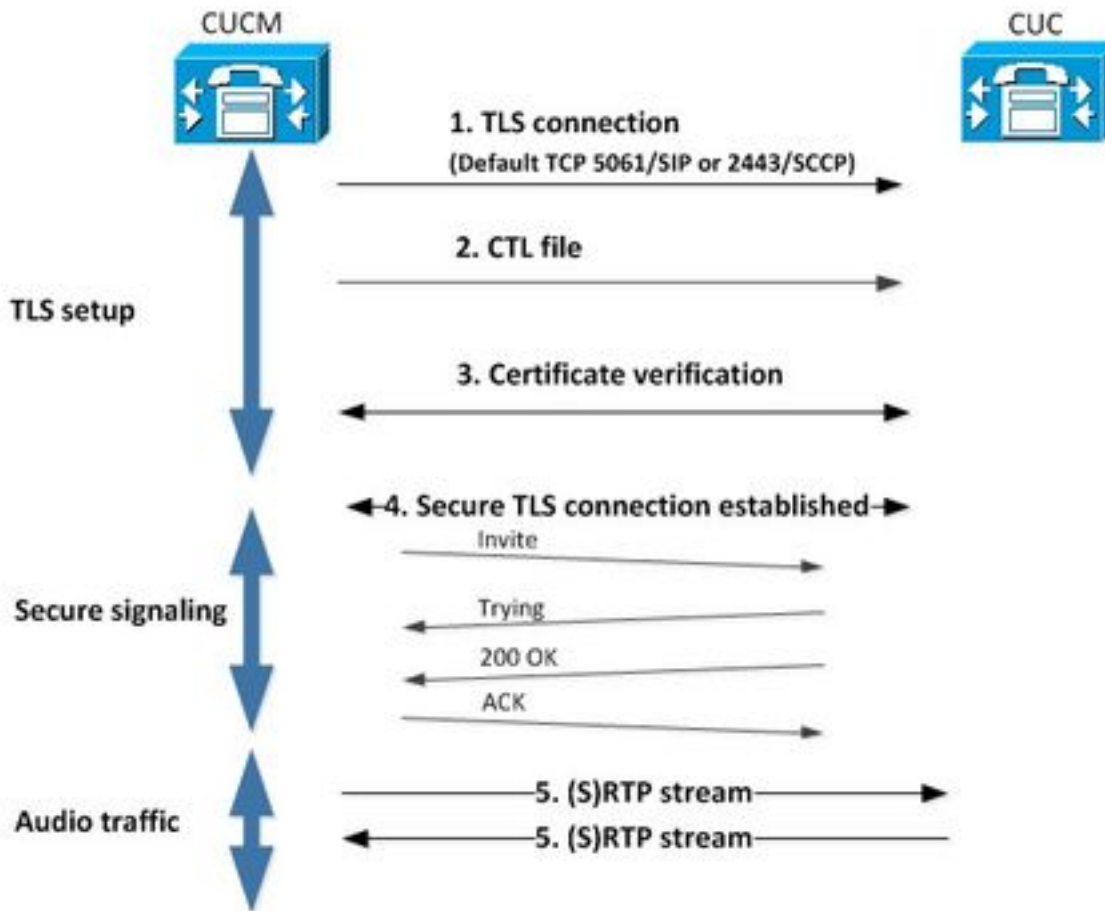 CUCM
CUC
1. TLS connection
(Default TCP 5061/SIP or 2443/SCCP)
2. CTL file
TLS setup
3. Certificate verification
4. Secure TLS connection established
Invite
Secure signaling
Trying
200 OK
ACK
5. (S)RTP stream
Audio traffic
5. (S)RTP stream